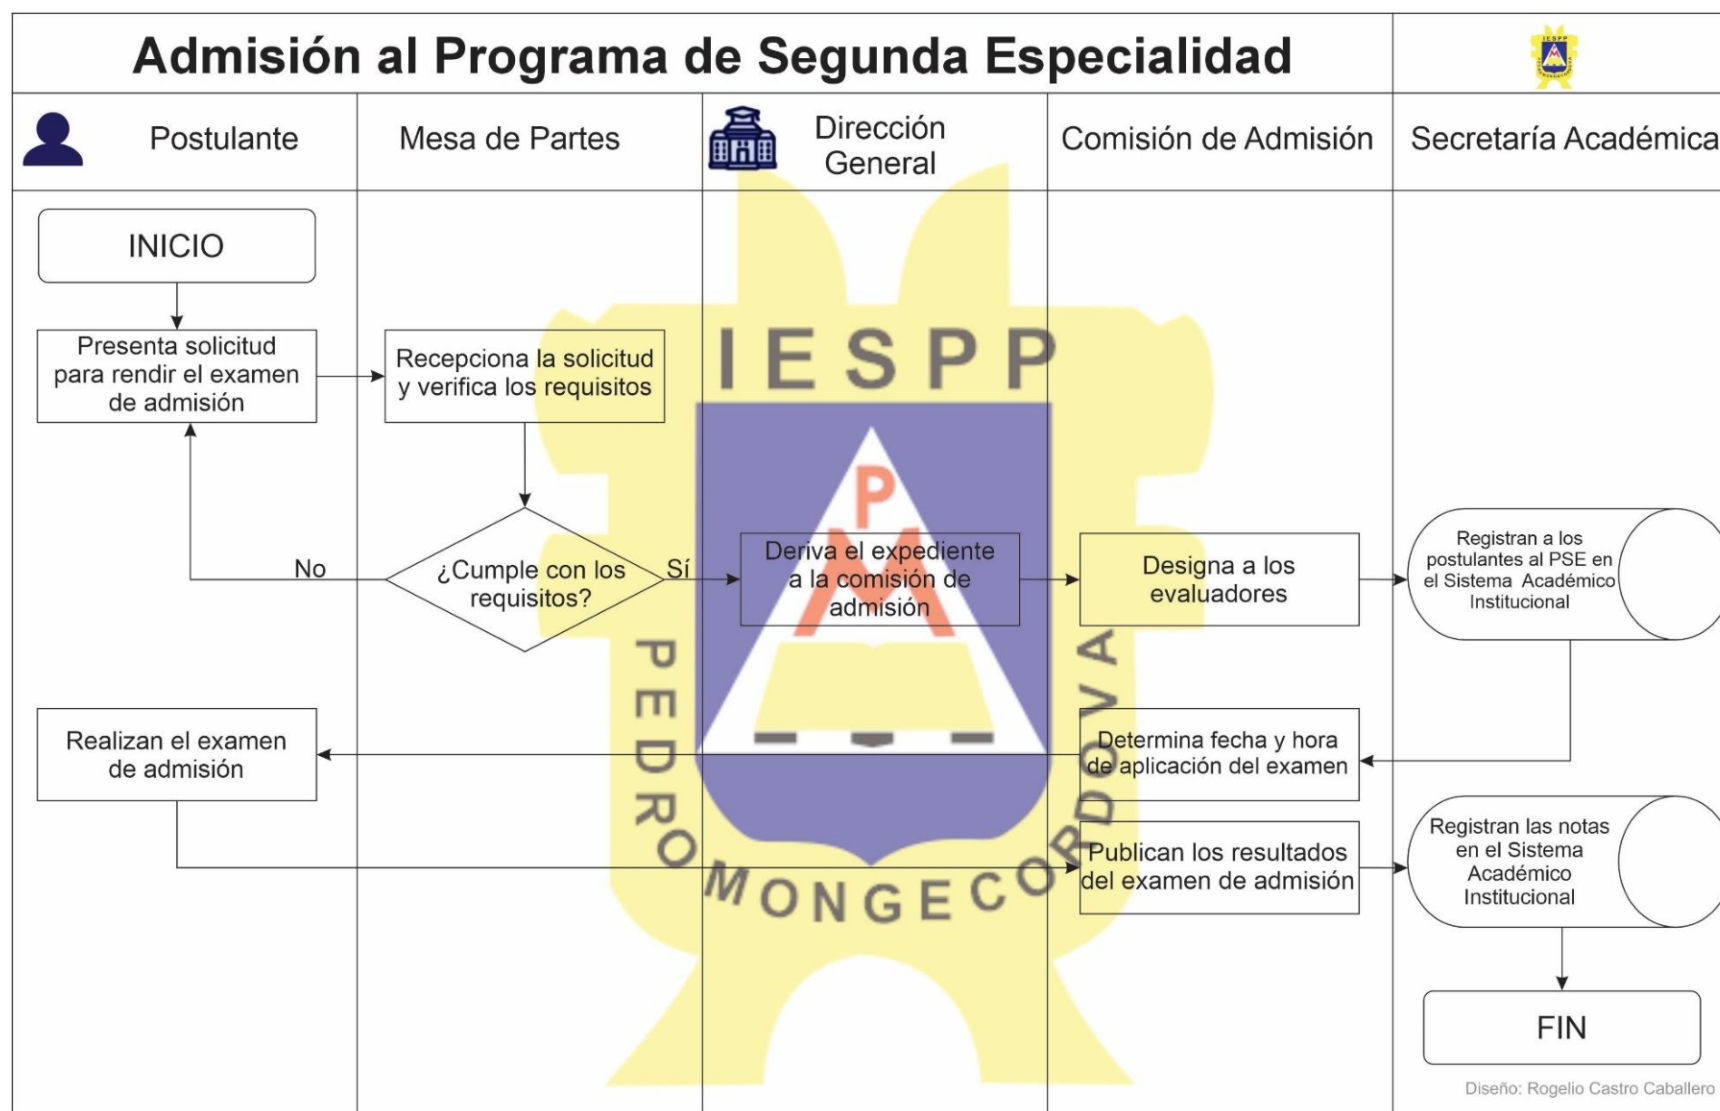 Admisión al Programa de Segunda Especialidad
IESPP
PM
PEDRO MONGE CORDOVA
Postulante
Mesa de Partes
Dirección
General
Comisión de Admisión
Secretaría Académica
INICIO
Presenta solicitud
para rendir el examen
de admisión
Recepciona la solicitud
y verifica los requisitos
¿Cumple con los
requisitos?
No
Sí
Deriva el expediente
a la comisión de
admisión
Designa a los
evaluadores
Registran a los
postulantes al PSE en
el Sistema Académico
Institucional
Determina fecha y hora
de aplicación del examen
Realizan el examen
de admisión
Publican los resultados
del examen de admisión
Registran las notas
en el Sistema
Académico
Institucional
FIN
IESPP
P
M
PEDRO MONGE CORDOVA
Diseño: Rogelio Castro Caballero